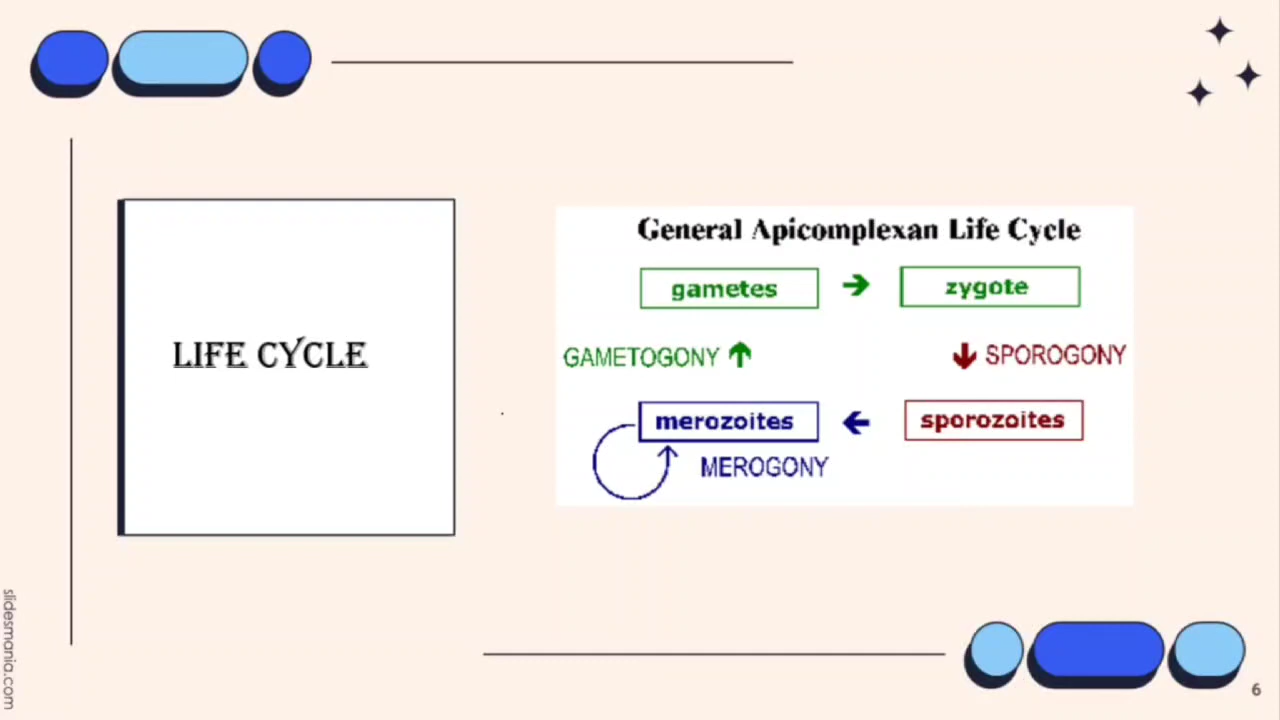 LIFE CYCLE
General Apicomplexan Life Cycle
gametes
zygote
GAMETOGONY
SPOROGONY
merozoites
sporozoites
MEROGONY
slidesmania.com
6